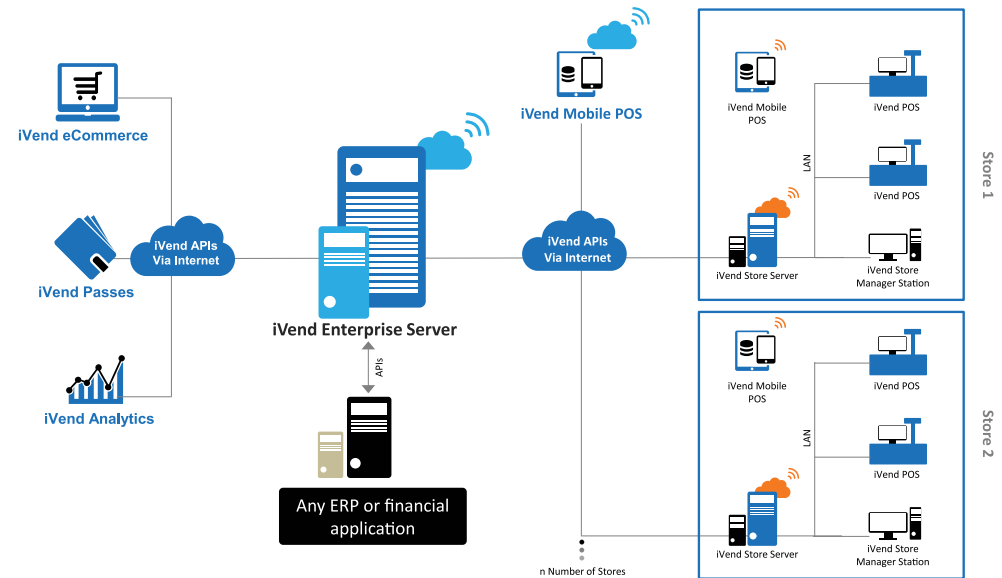 iVend eCommerce
iVend Passes
iVend Analytics
iVend APIs
Via Internet
iVend Enterprise Server
APIs
Any ERP or financial
application
iVend Mobile POS
iVend APIs
Via Internet
n Number of Stores
iVend Mobile
POS
iVend POS
LAN
iVend POS
iVend Store Server
iVend Store
Manager Station
Store 1
iVend Mobile
POS
iVend POS
LAN
iVend POS
iVend Store Server
iVend Store
Manager Station
Store 2